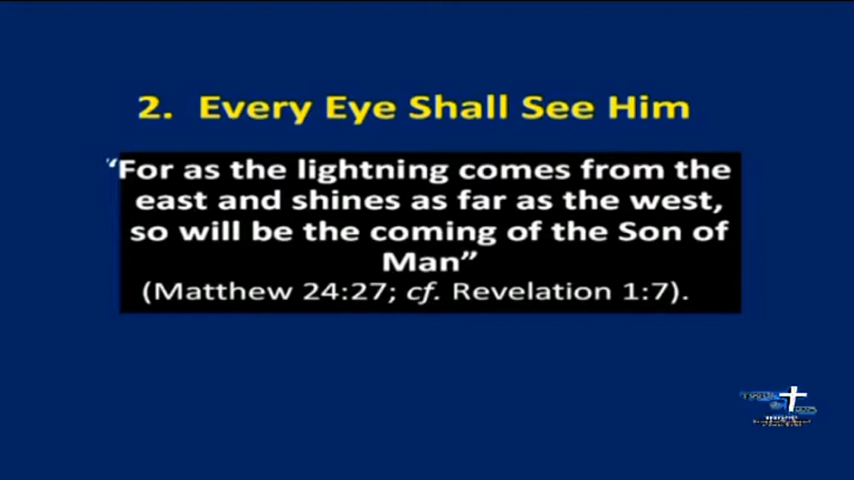 2. Every Eye Shall See Him
“For as the lightning comes from the
east and shines as far as the west,
so will be the coming of the Son of
Man”
(Matthew 24:27; cf. Revelation 1:7).